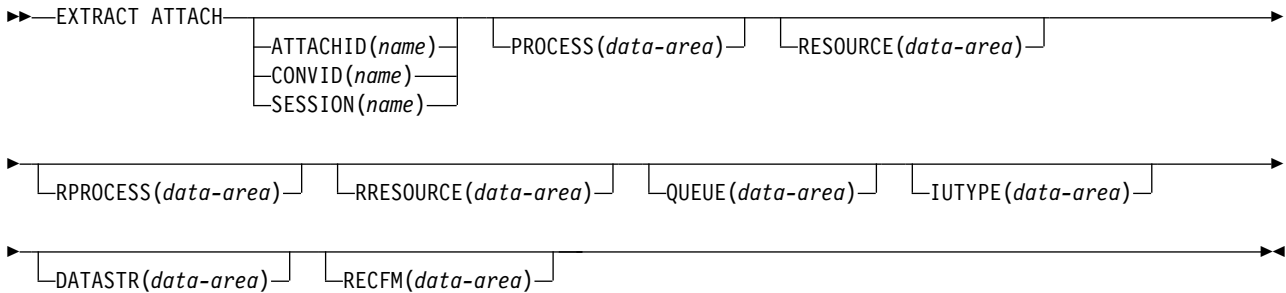 EXTRACT ATTACH
ATTACHID(name) PROCESS(data-area) RESOURCE(data-area)
CONVID(name)
SESSION(name)
RPROCESS(data-area) RRESOURCE(data-area) QUEUE(data-area) IUTYPE(data-area)
DATASTR(data-area) RECFM(data-area)